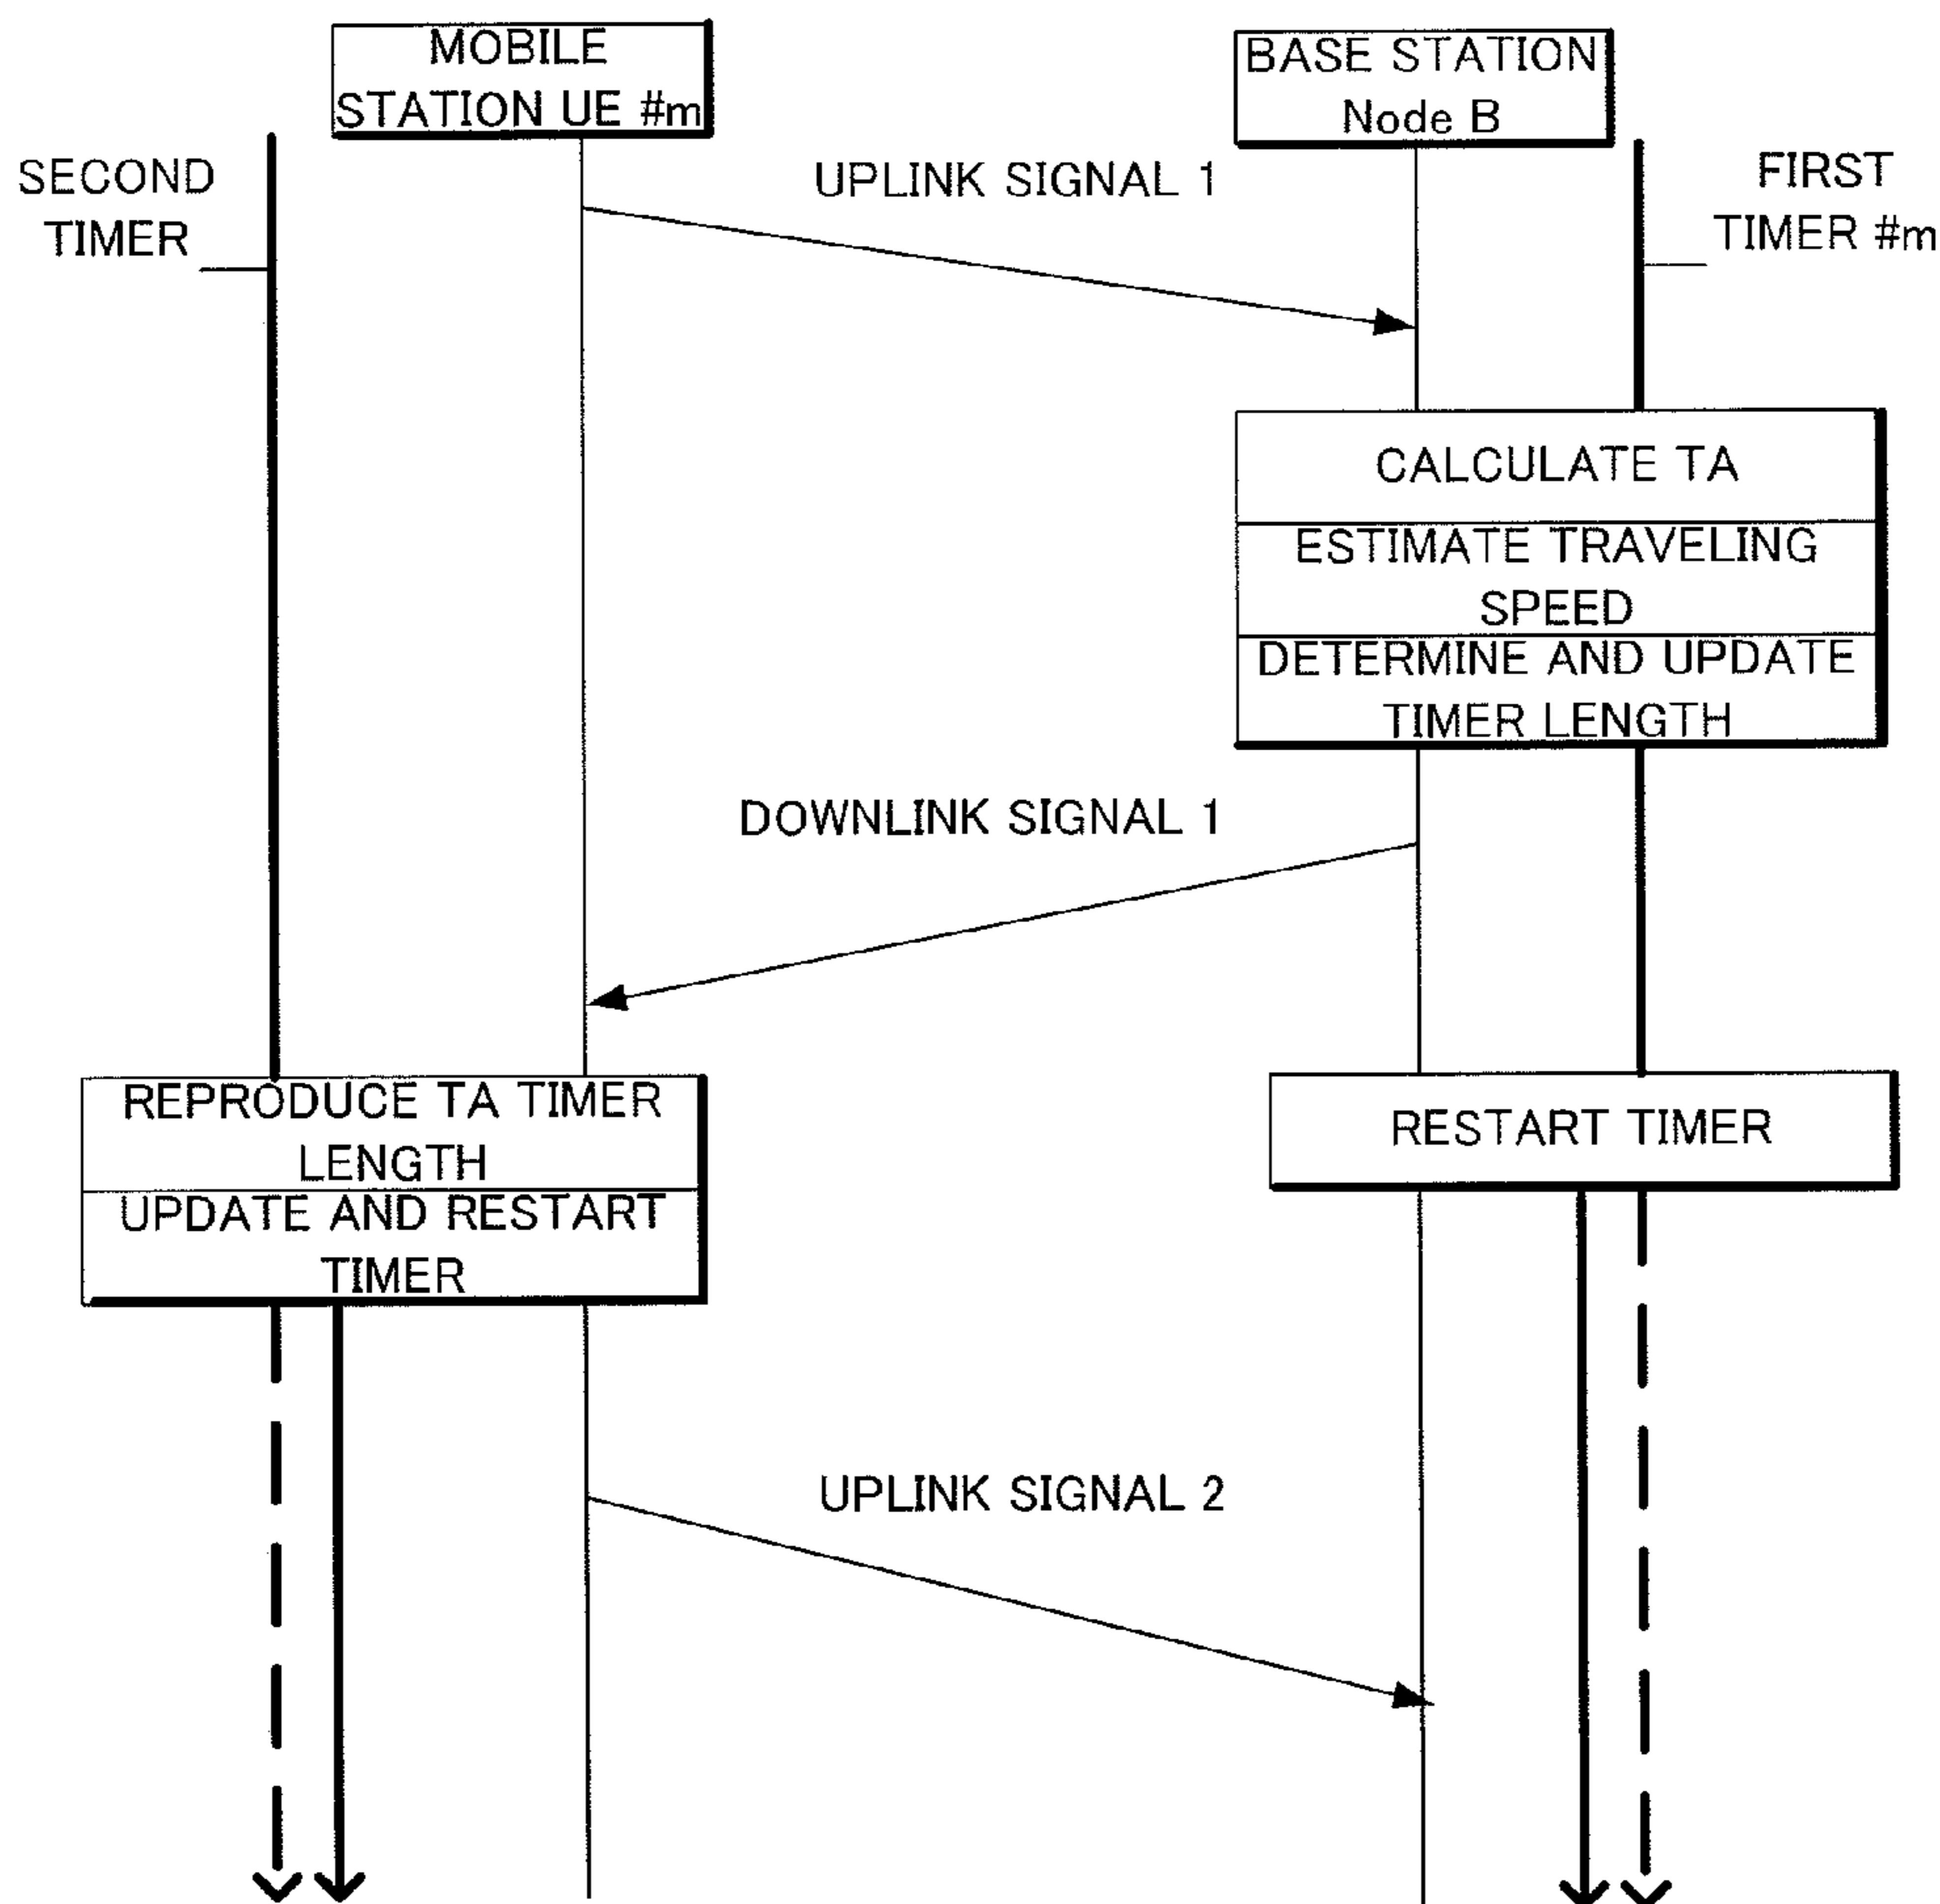 MOBILE
STATION UE #m
BASE STATION
Node B
SECOND
TIMER
UPLINK SIGNAL 1
FIRST
TIMER #m
CALCULATE TA
ESTIMATE TRAVELING
SPEED
DETERMINE AND UPDATE
TIMER LENGTH
DOWNLINK SIGNAL 1
REPRODUCE TA TIMER
LENGTH
UPDATE AND RESTART
TIMER
RESTART TIMER
UPLINK SIGNAL 2